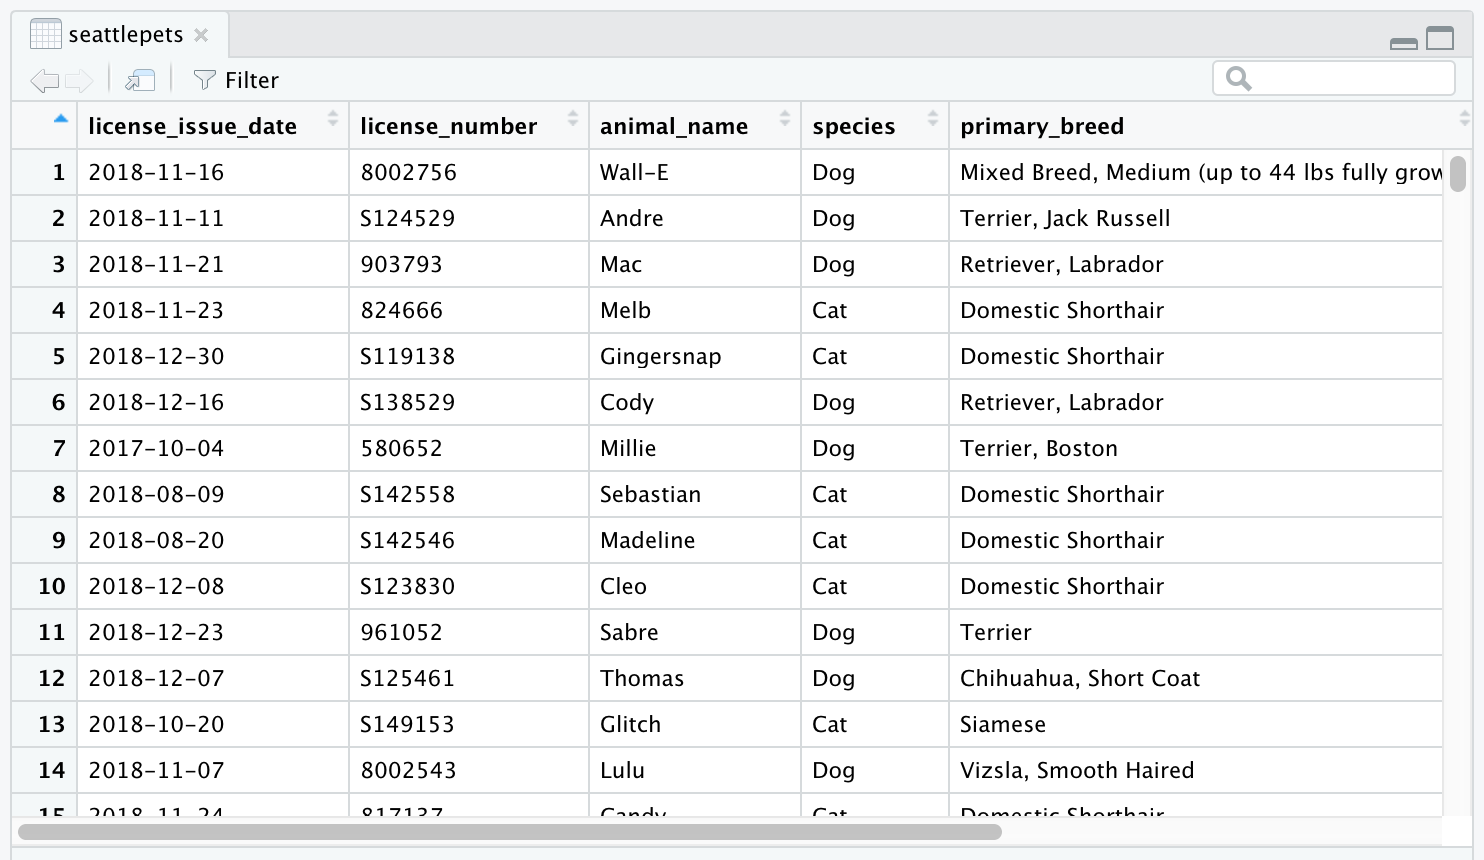 seattlepets
Filter
license_issue_date license_number animal_name species primary_breed
1 2018-11-16 8002756 Wall-E Dog Mixed Breed, Medium (up to 44 lbs fully grow
2 2018-11-11 S124529 Andre Dog Terrier, Jack Russell
3 2018-11-21 903793 Mac Dog Retriever, Labrador
4 2018-11-23 824666 Melb Cat Domestic Shorthair
5 2018-12-30 S119138 Gingersnap Cat Domestic Shorthair
6 2018-12-16 S138529 Cody Dog Retriever, Labrador
7 2017-10-04 580652 Millie Dog Terrier, Boston
8 2018-08-09 S142558 Sebastian Cat Domestic Shorthair
9 2018-08-20 S142546 Madeline Cat Domestic Shorthair
10 2018-12-08 S123830 Cleo Cat Domestic Shorthair
11 2018-12-23 961052 Sabre Dog Terrier
12 2018-12-07 S125461 Thomas Dog Chihuahua, Short Coat
13 2018-10-20 S149153 Glitch Cat Siamese
14 2018-11-07 8002543 Lulu Dog Vizsla, Smooth Haired
15 2018-11-24 817137 Candy Cat Domestic Shorthair